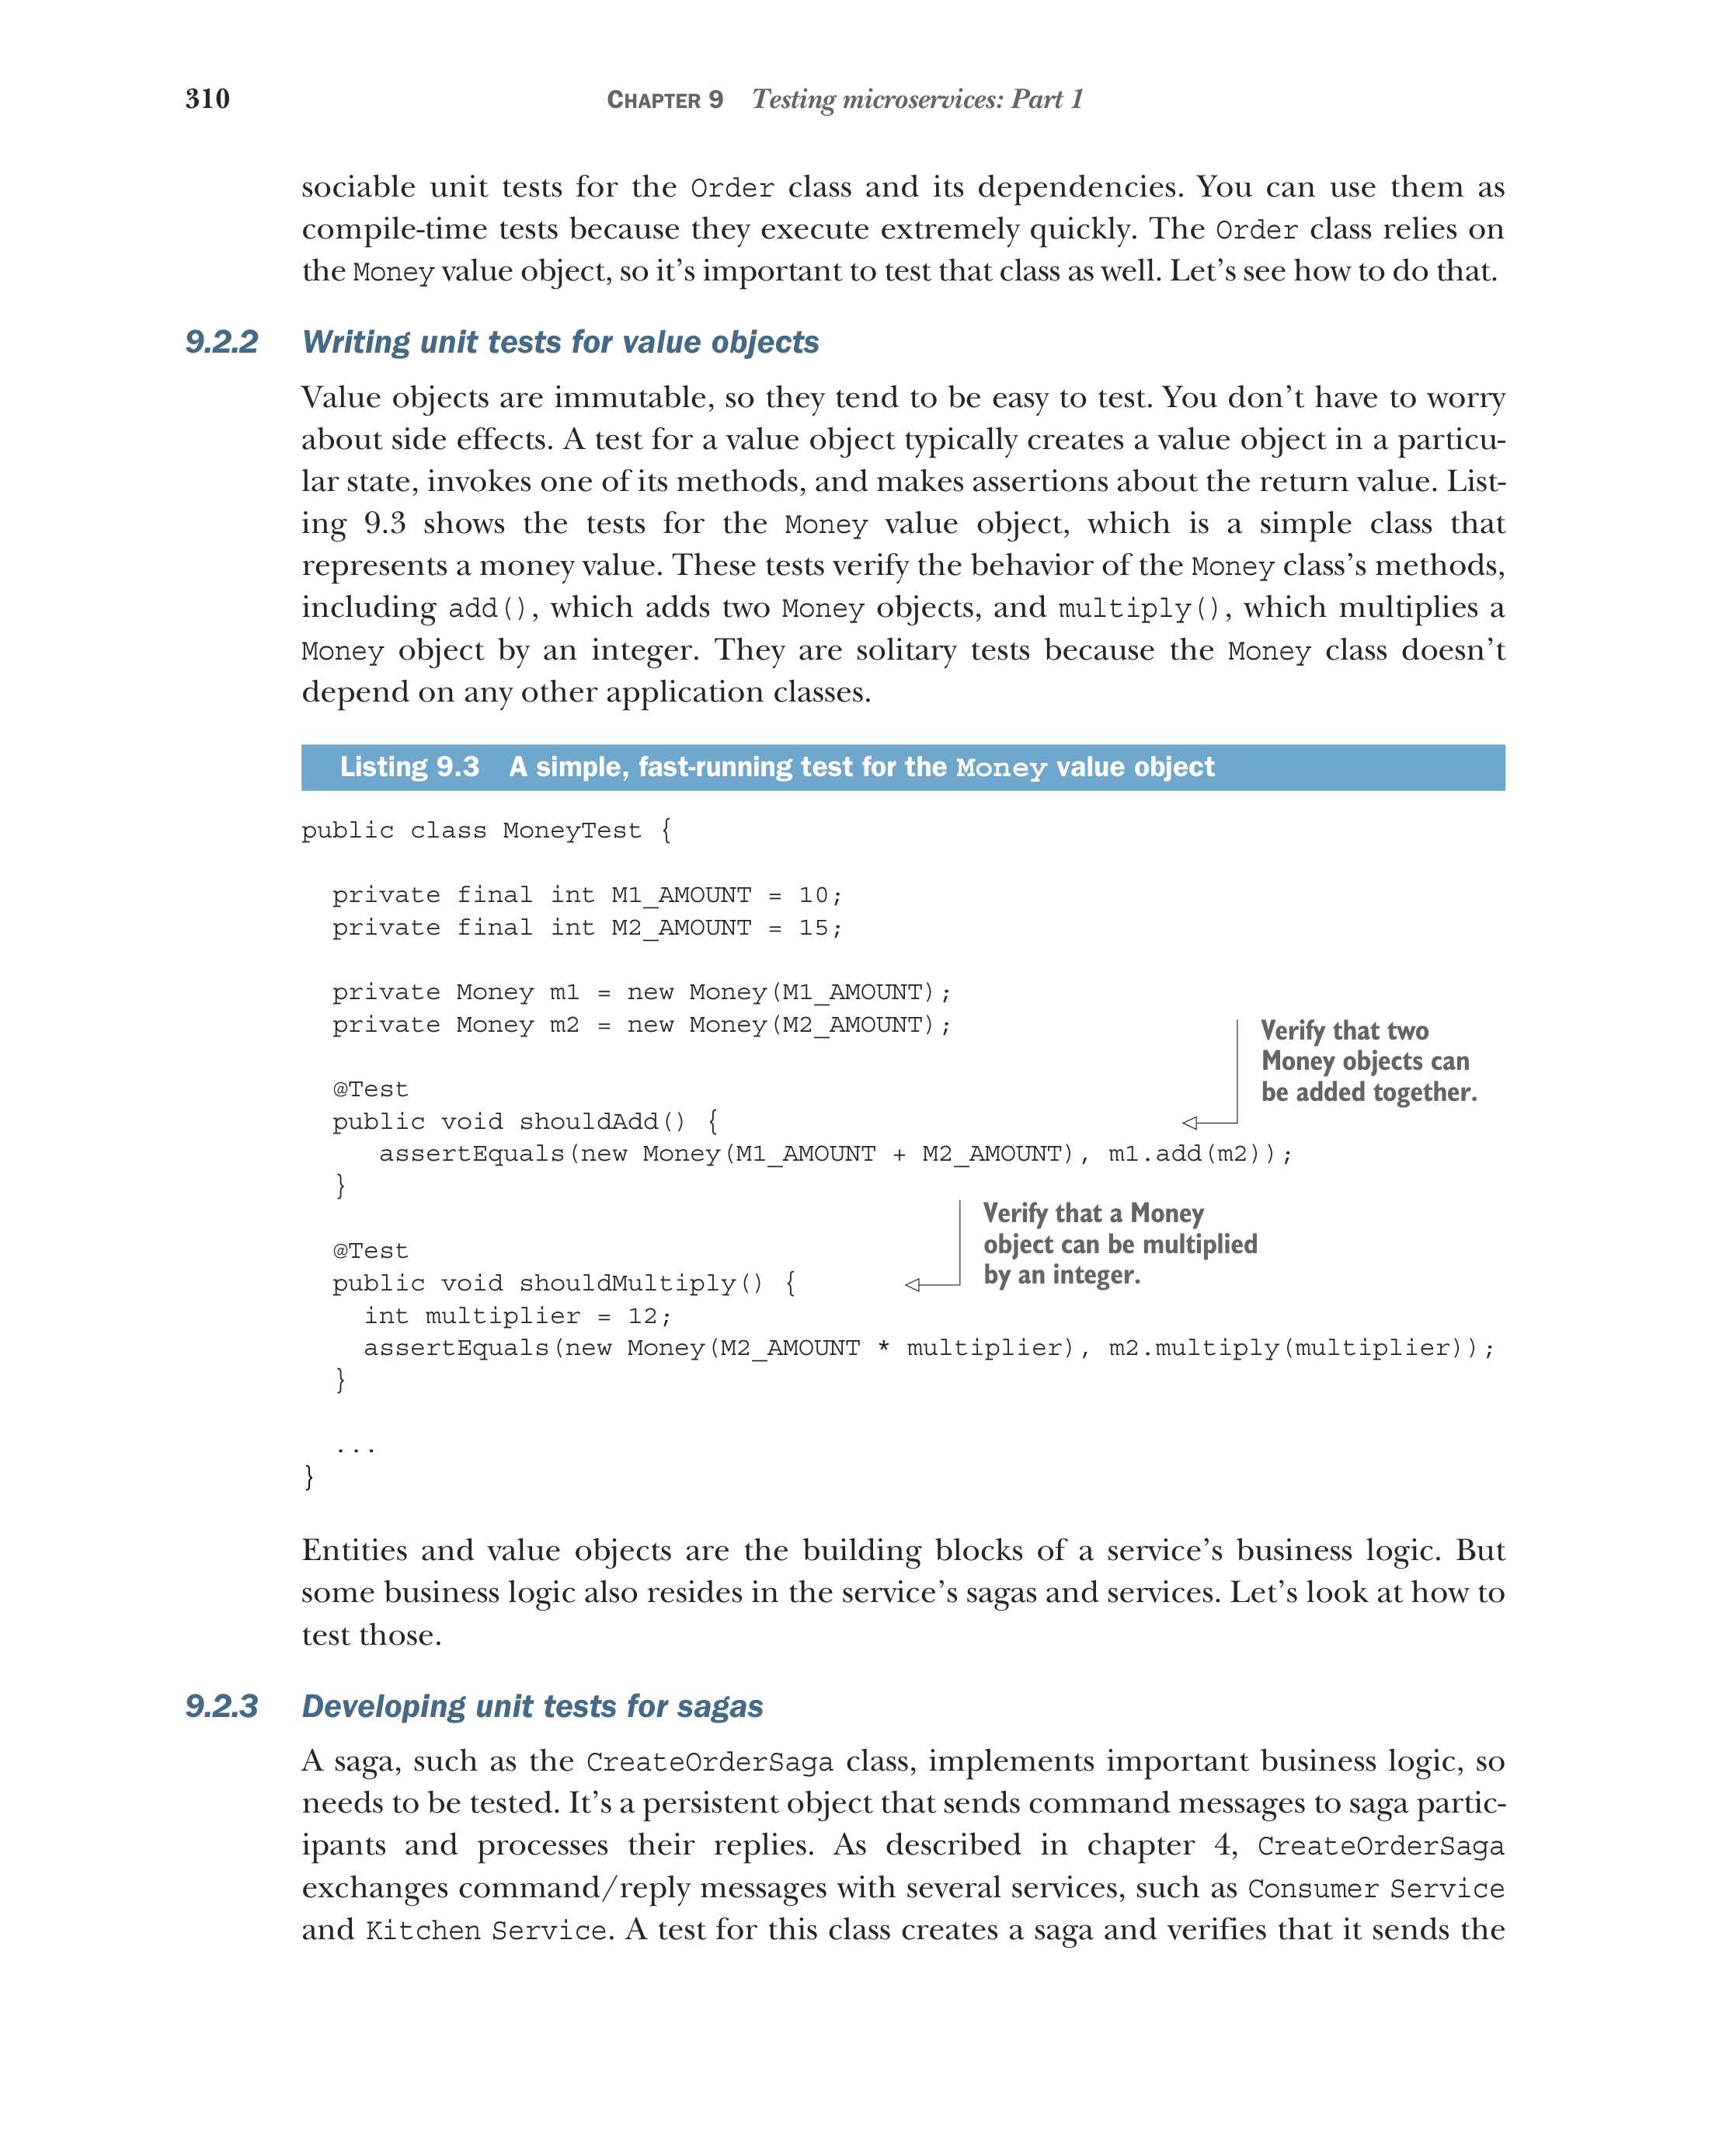 310
CHAPTER 9 Testing microservices: Part 1
sociable unit tests for the Order class and its dependencies. You can use them as
compile-time tests because they execute extremely quickly. The Order class relies on
the Money value object, so it’s important to test that class as well. Let’s see how to do that.
9.2.2 Writing unit tests for value objects
Value objects are immutable, so they tend to be easy to test. You don’t have to worry
about side effects. A test for a value object typically creates a value object in a particu-
lar state, invokes one of its methods, and makes assertions about the return value. List-
ing 9.3 shows the tests for the Money value object, which is a simple class that
represents a money value. These tests verify the behavior of the Money class’s methods,
including add(), which adds two Money objects, and multiply(), which multiplies a
Money object by an integer. They are solitary tests because the Money class doesn’t
depend on any other application classes.
Listing 9.3 A simple, fast-running test for the Money value object
public class MoneyTest {
private final int M1_AMOUNT = 10;
private final int M2_AMOUNT = 15;
private Money m1 = new Money(M1_AMOUNT);
private Money m2 = new Money(M2_AMOUNT);
Verify that two
Money objects can
be added together.
@Test
public void shouldAdd() {
assertEquals(new Money(M1_AMOUNT + M2_AMOUNT), m1.add(m2));
}
Verify that a Money
object can be multiplied
by an integer.
@Test
public void shouldMultiply() {
int multiplier = 12;
assertEquals(new Money(M2_AMOUNT * multiplier), m2.multiply(multiplier));
}
...
}
Entities and value objects are the building blocks of a service’s business logic. But
some business logic also resides in the service’s sagas and services. Let’s look at how to
test those.
9.2.3 Developing unit tests for sagas
A saga, such as the CreateOrderSaga class, implements important business logic, so
needs to be tested. It’s a persistent object that sends command messages to saga partic-
ipants and processes their replies. As described in chapter 4, CreateOrderSaga
exchanges command/reply messages with several services, such as Consumer Service
and Kitchen Service. A test for this class creates a saga and verifies that it sends the